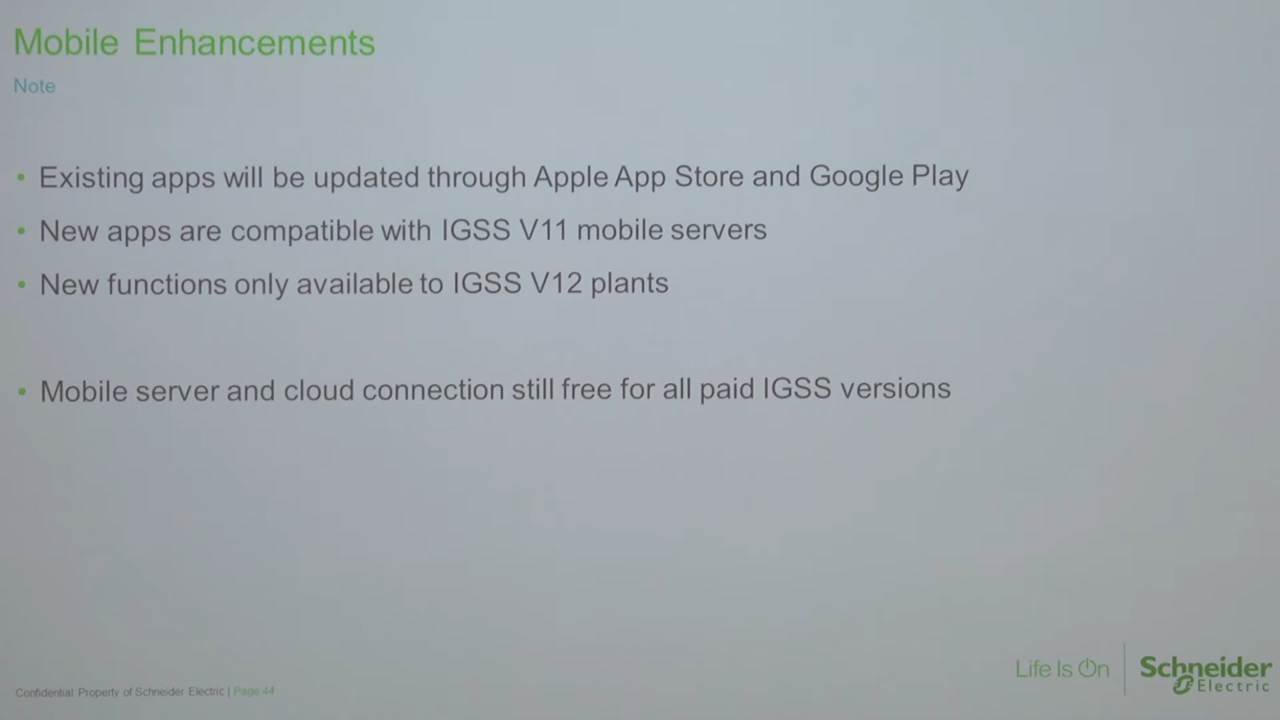 Mobile Enhancements
Note
• Existing apps will be updated through Apple App Store and Google Play
• New apps are compatible with IGSS V11 mobile servers
• New functions only available to IGSS V12 plants
• Mobile server and cloud connection still free for all paid IGSS versions
Confidential Property of Schneider Electric | Page 44
Life Is On
Schneider
Electric